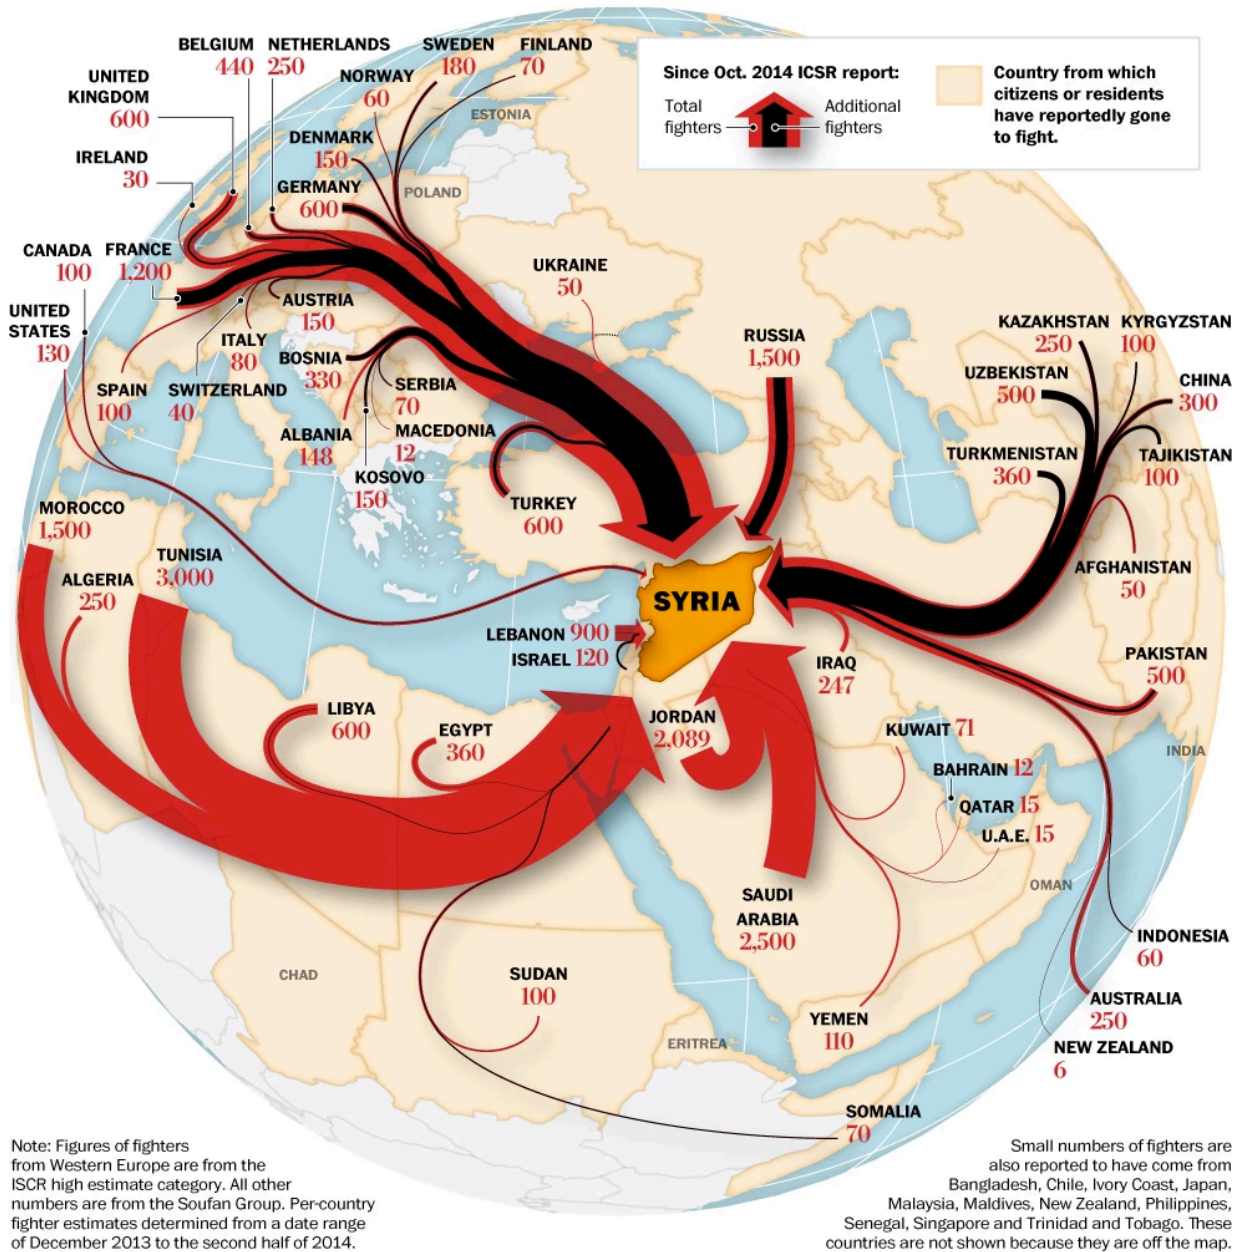 BELGIUM
440
NETHERLANDS
250
SWEDEN
180
FINLAND
70
UNITED
KINGDOM
600
NORWAY
60
IRELAND
30
DENMARK
150
GERMANY
600
ESTONIA
POLAND
Since Oct. 2014 ICSR report:
Total
fighters
Additional
fighters
Country from which
citizens or residents
have reportedly gone
to fight.
CANADA
100
FRANCE
1,200
UNITED
STATES
130
AUSTRIA
150
ITALY
80
BOSNIA
330
SPAIN
100
SWITZERLAND
40
SERBIA
70
ALBANIA
148
MACEDONIA
12
KOSOVO
150
UKRAINE
50
RUSSIA
1,500
KAZAKHSTAN
250
KYRGYZSTAN
100
UZBEKISTAN
500
CHINA
300
TURKMENISTAN
360
TAJIKISTAN
100
AFGHANISTAN
50
TURKEY
600
MOROCCO
1,500
TUNISIA
3,000
ALGERIA
250
SYRIA
LEBANON 900
ISRAEL 120
IRAQ
247
PAKISTAN
500
LIBYA
600
EGYPT
360
JORDAN
2,089
KUWAIT 71
BAHRAIN 12
QATAR 15
U.A.E. 15
INDIA
OMAN
SAUDI
ARABIA
2,500
INDONESIA
60
CHAD
SUDAN
100
YEMEN
110
AUSTRALIA
250
ERITREA
NEW ZEALAND
6
SOMALIA
70
Note: Figures of fighters
from Western Europe are from the
ISCR high estimate category. All other
numbers are from the Soufan Group. Per-country
fighter estimates determined from a date range
of December 2013 to the second half of 2014.
Small numbers of fighters are
also reported to have come from
Bangladesh, Chile, Ivory Coast, Japan,
Malaysia, Maldives, New Zealand, Philippines,
Senegal, Singapore and Trinidad and Tobago. These
countries are not shown because they are off the map.